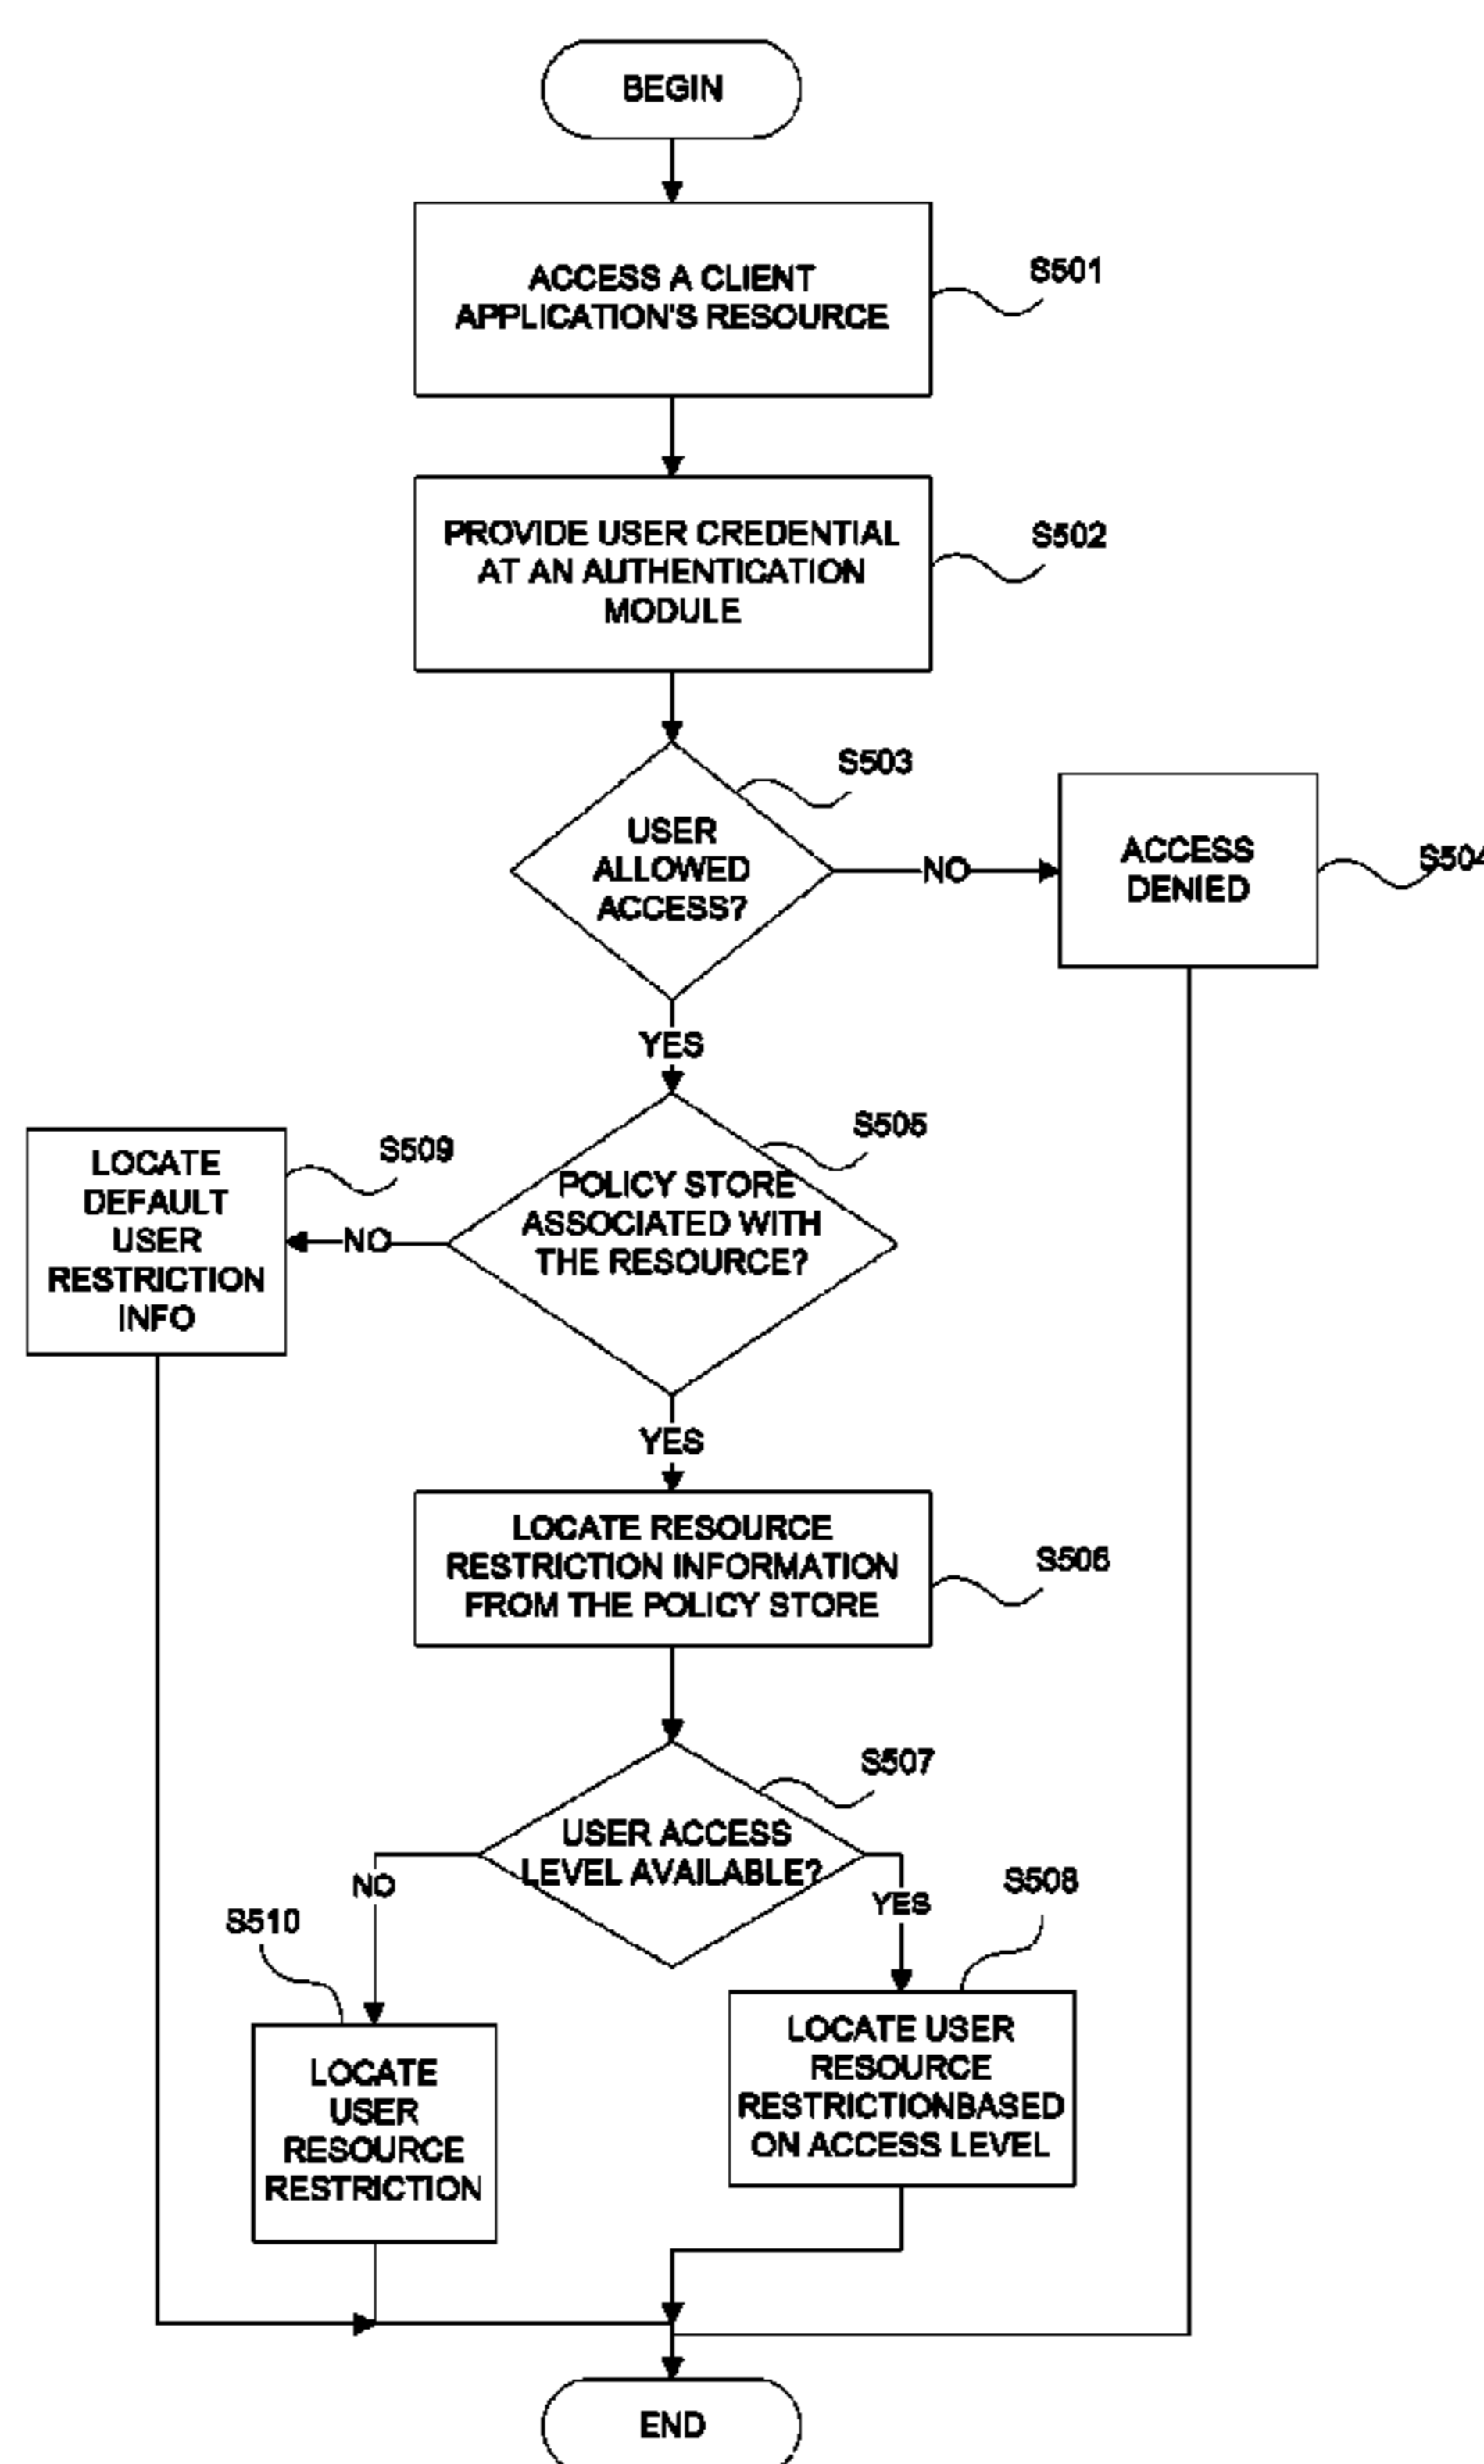 BEGIN
ACCESS A CLIENT
APPLICATION'S RESOURCE
S501
PROVIDE USER CREDENTIAL
AT AN AUTHENTICATION
MODULE
S502
S503
USER
ALLOWED
ACCESS?
NO
ACCESS
DENIED
S504
YES
S505
POLICY STORE
ASSOCIATED WITH
THE RESOURCE?
NO
S509
LOCATE
DEFAULT
USER
RESTRICTION
INFO
YES
LOCATE RESOURCE
RESTRICTION INFORMATION
FROM THE POLICY STORE
S506
S507
USER ACCESS
LEVEL AVAILABLE?
NO
YES
S508
S510
LOCATE
USER
RESOURCE
RESTRICTION
LOCATE USER
RESOURCE
RESTRICTIONBASED
ON ACCESS LEVEL
END